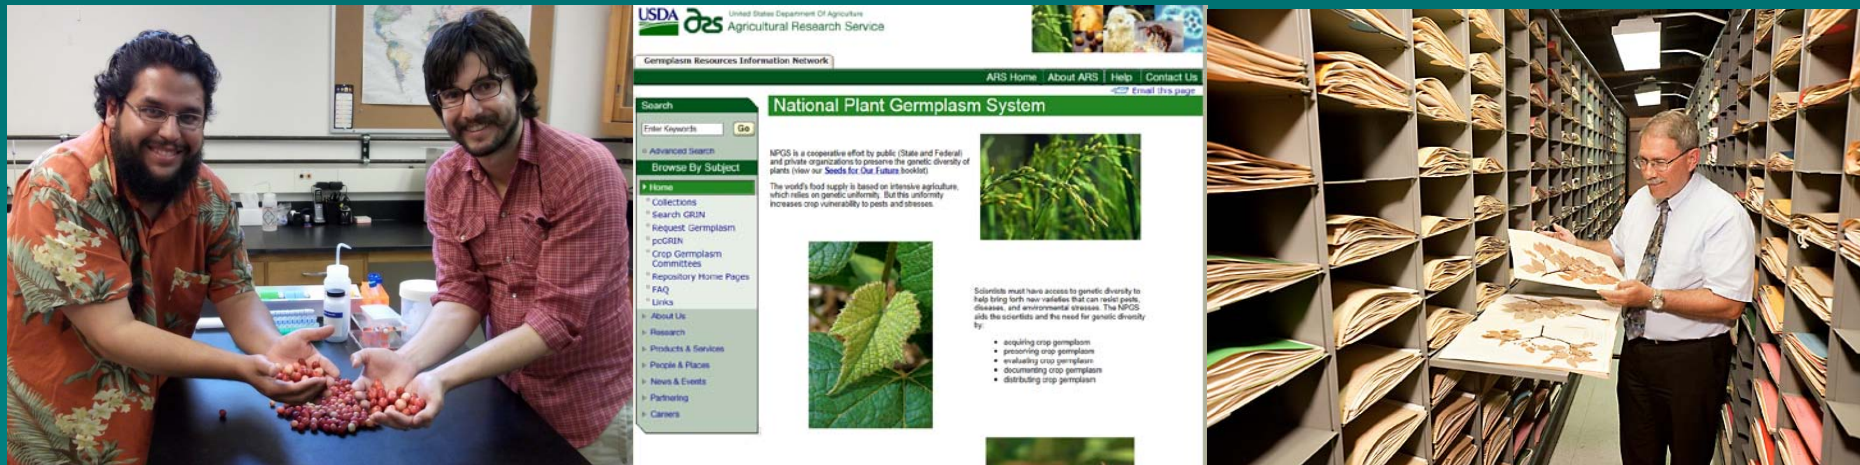 USDA
ars
United States Department Of Agriculture
Agricultural Research Service
Germplasm Resources Information Network
ARS Home | About ARS | Help | Contact Us
Email this page
Search
Enter Keywords Go
Advanced Search
Browse By Subject
Home
Collections
Search GRIN
Request Germplasm
pcGRIN
Crop Germplasm
Committees
Repository Home Pages
FAQ
Links
About Us
Research
Products & Services
People & Places
News & Events
Partnering
Careers
National Plant Germplasm System
NPGS is a cooperative effort by public (State and Federal)
and private organizations to preserve the genetic diversity of
plants (view our Seeds for Our Future booklet)
The world's food supply is based on intensive agriculture,
which relies on genetic uniformity. But this uniformity
increases crop vulnerability to pests and stresses.
Scientists must have access to genetic diversity to
help bring forth new varieties that can resist pests,
diseases, and environmental stresses. The NPGS
aids the scientists and the need for genetic diversity
by:
acquiring crop germplasm
preserving crop germplasm
evaluating crop germplasm
documenting crop germplasm
distributing crop germplasm